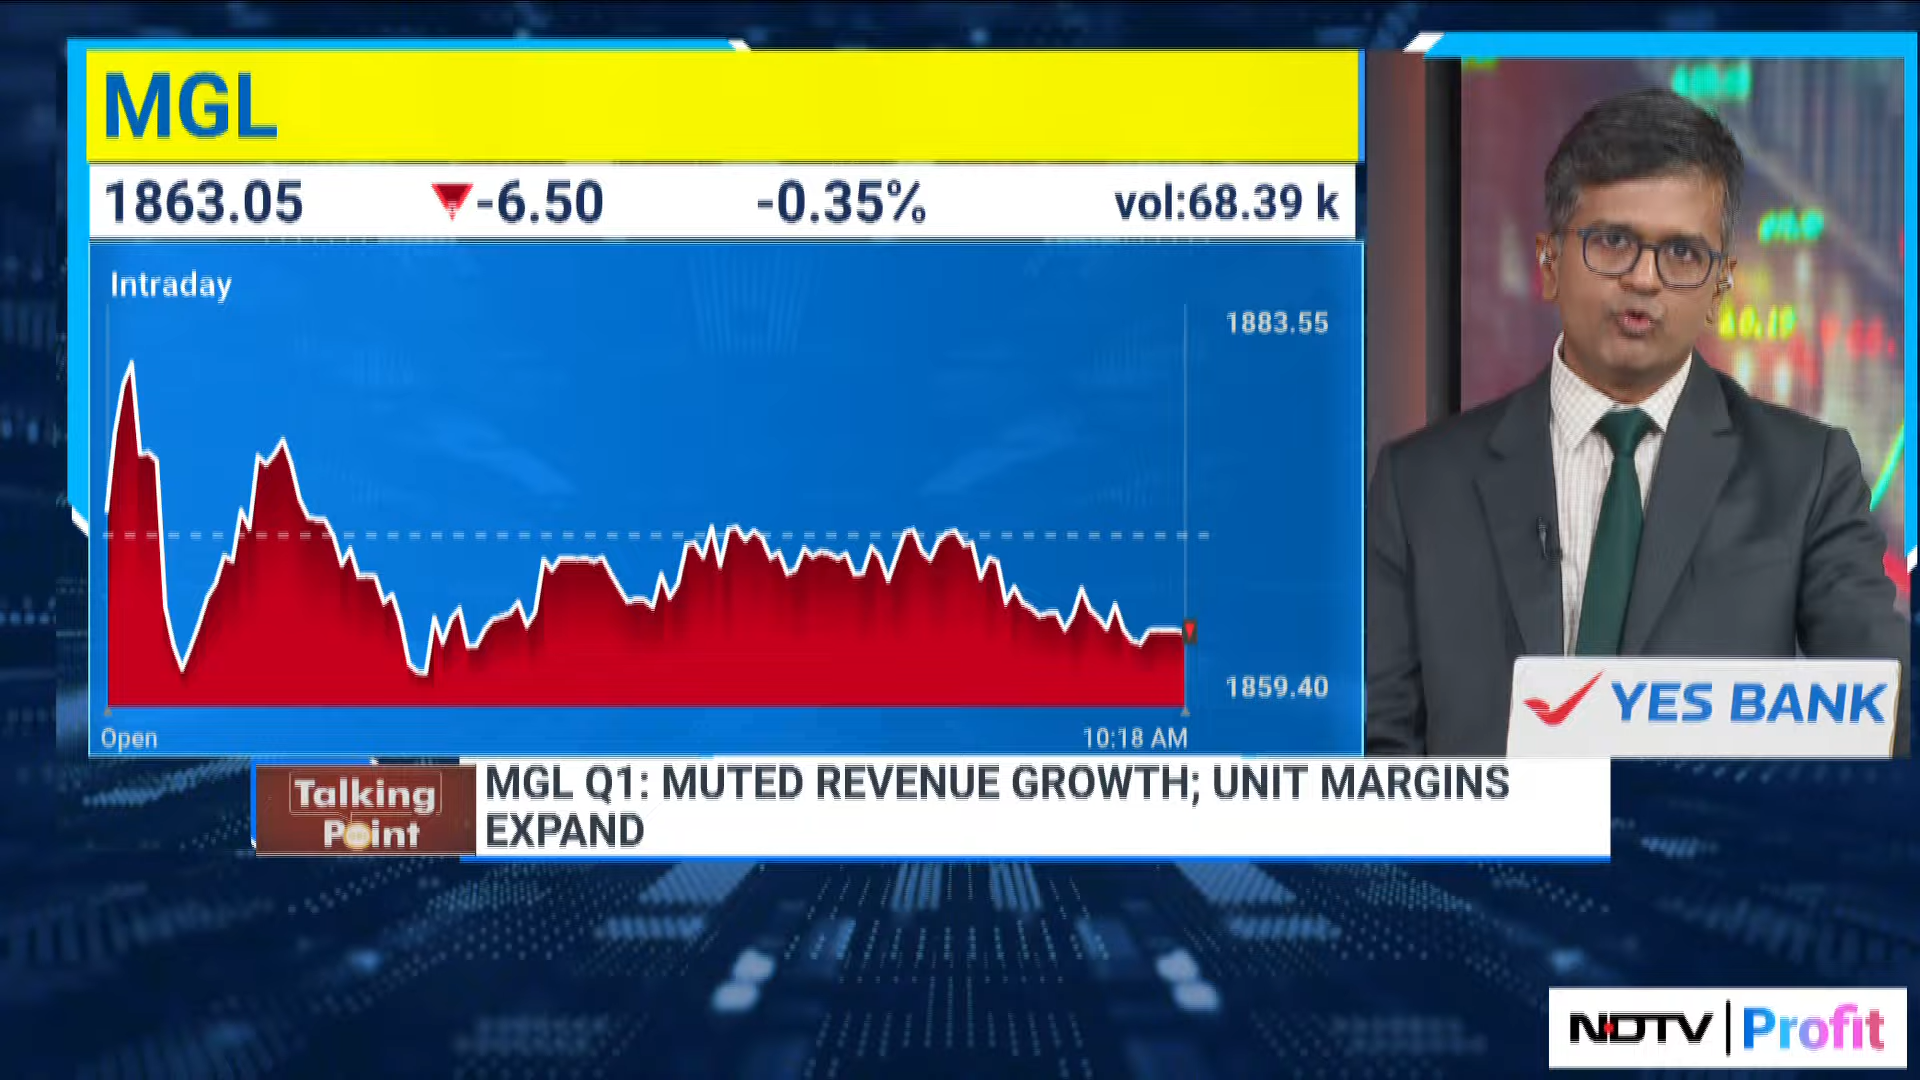 MGL
1863.05 -6.50 -0.35% vol:68.39 k
Intraday
1883.55
1859.40
Open 10:18 AM
YES BANK
Talking
Point
MGL Q1: MUTED REVENUE GROWTH; UNIT MARGINS
EXPAND
NDTV Profit